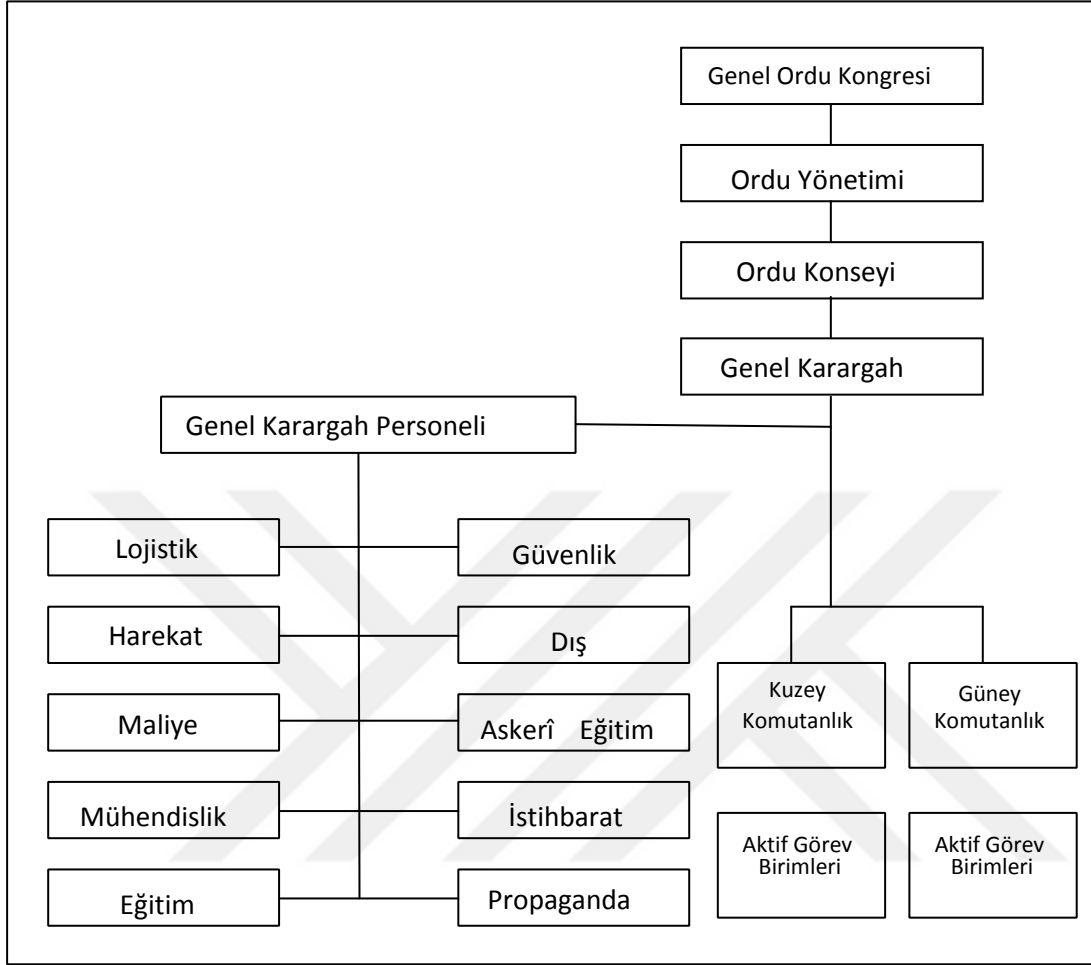 Genel Ordu Kongresi
Ordu Yönetimi
Ordu Konseyi
Genel Karargah
Genel Karargah Personeli
Lojistik
Güvenlik
Harekat
Dış
Maliye
Askerî Eğitim
Mühendislik
İstihbarat
Eğitim
Propaganda
Kuzey
Komutanlık
Güney
Komutanlık
Aktif Görev
Birimleri
Aktif Görev
Birimleri